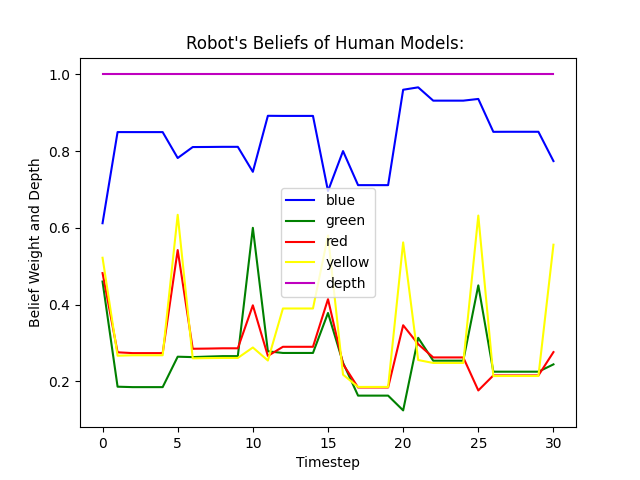 Robot's Beliefs of Human Models:
Belief Weight and Depth
1.0
0.8
0.6
0.4
0.2
blue
green
red
yellow
depth
0 5 10 15 20 25 30
Timestep